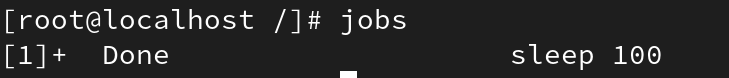 [root@localhost /]# jobs
[1]+  Done                    sleep 100